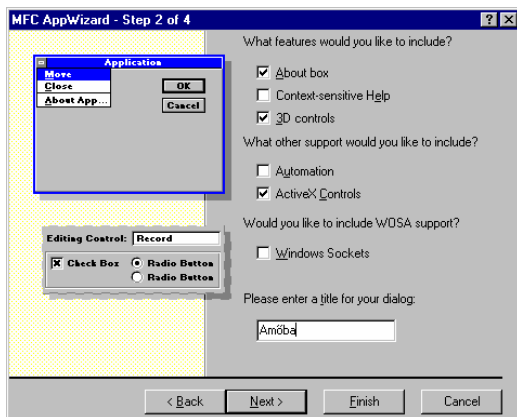 MFC AppWizard - Step 2 of 4
What features would you like to include?
Application
Move
Close
About App...
OK
Cancel
About box
Context-sensitive Help
3D controls
What other support would you like to include?
Automation
ActiveX Controls
Would you like to include WOSA support?
Windows Sockets
Editing Control: Record
Check Box
Radio Button
Radio Button
Please enter a title for your dialog:
Amőba
< Back
Next >
Finish
Cancel